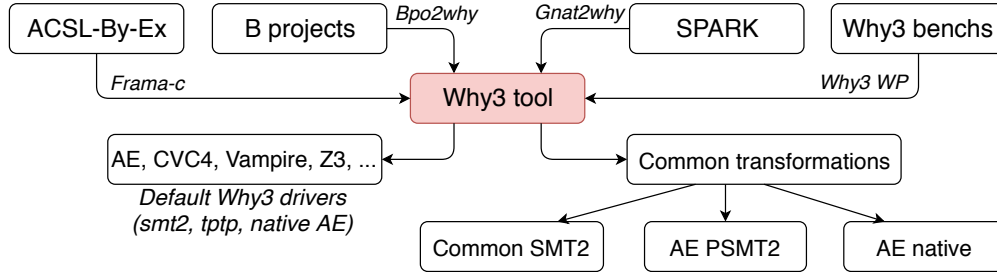 ACSL-By-Ex
B projects
Bpo2why
Gnat2why
SPARK
Why3 benchs
Frama-c
Why3 tool
Why3 WP
AE, CVC4, Vampire, Z3, ...
Common transformations
Default Why3 drivers
(smt2, tptp, native AE)
Common SMT2
AE PSMT2
AE native